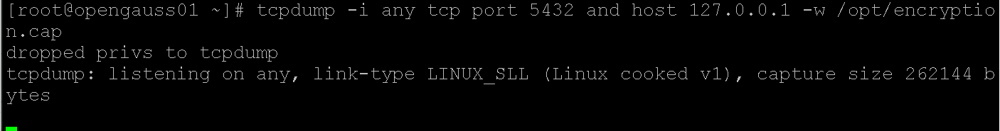 [root@opengauss01 ~]# tcpdump -i any tcp port 5432 and host 127.0.0.1 -w /opt/encryptio
n.cap
dropped privs to tcpdump
tcpdump: listening on any, link-type LINUX_SLL (Linux cooked v1), capture size 262144 b
ytes